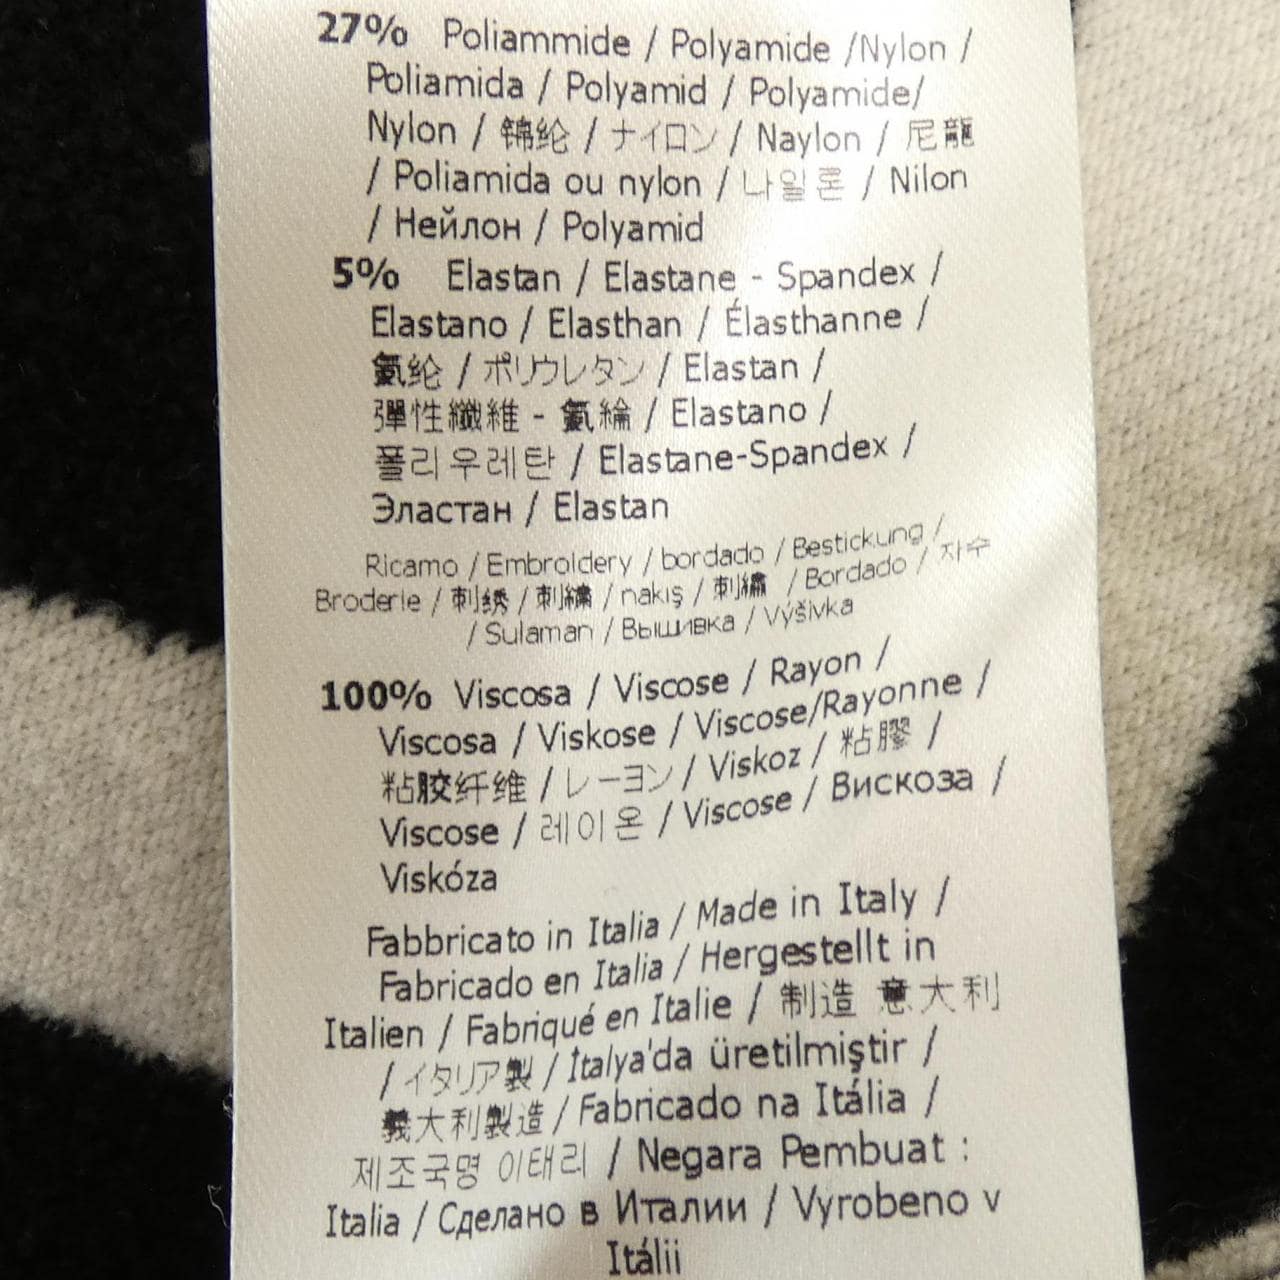 27% Poliammide / Polyamide /Nylon /
Poliamida / Polyamid / Polyamide/
Nylon / 锦纶 / ナイロン / Naylon / 尼龍
/ Poliamida ou nylon / 나일론 / Nilon
/ Нейлон / Polyamid
5% Elastan / Elastane - Spandex /
Elastano / Elasthan / Élasthanne /
氨纶 / ポリウレタン / Elastan /
彈性纖維 - 氨綸 / Elastano /
폴리우레탄 / Elastane-Spandex /
Эластан / Elastan
Ricamo / Embroidery / bordado / Bestickung /
Broderie / 刺绣 / 刺繍 / nakış / 刺繡 / Bordado / 자수
/ Sulaman / Вышивка / Výšivka
100% Viscosa / Viscose / Rayon /
Viscosa / Viskose / Viscose/Rayonne /
粘胶纤维 / レーヨン / Viskoz / 粘膠 /
Viscose / 레이온 / Viscose / Вискоза /
Viskóza
Fabbricato in Italia / Made in Italy /
Fabricado en Italia / Hergestellt in
Italien / Fabriqué en Italie / 制造 意大利
/ イタリア製 / İtalya'da üretilmiştir /
義大利製造 / Fabricado na Itália /
제조국명 이태리 / Negara Pembuat :
Italia / Сделано в Италии / Vyrobeno v
Itálii